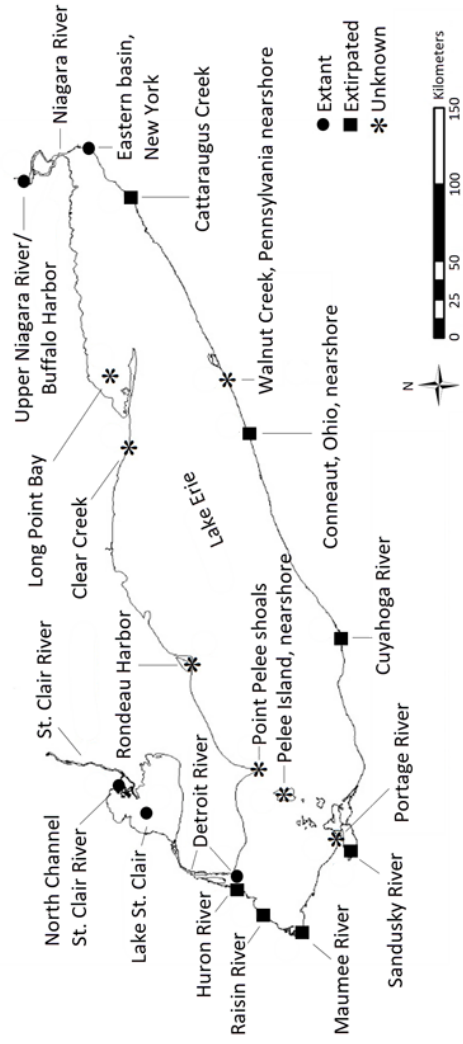 North Channel
St. Clair River
St. Clair River
Lake St. Clair
Detroit River
Rondeau Harbor
Huron River
Raisin River
Maumee River
Sandusky River
Portage River
Point Pelee shoals
Pelee Island, nearshore
Cuyahoga River
Lake Erie
Clear Creek
Long Point Bay
Conneaut, Ohio, nearshore
Walnut Creek, Pennsylvania nearshore
Cattaraugus Creek
Upper Niagara River/
Buffalo Harbor
Niagara River
Eastern basin,
New York
Extant
Extirpated
Unknown
N
0 25 50 100 150
Kilometers